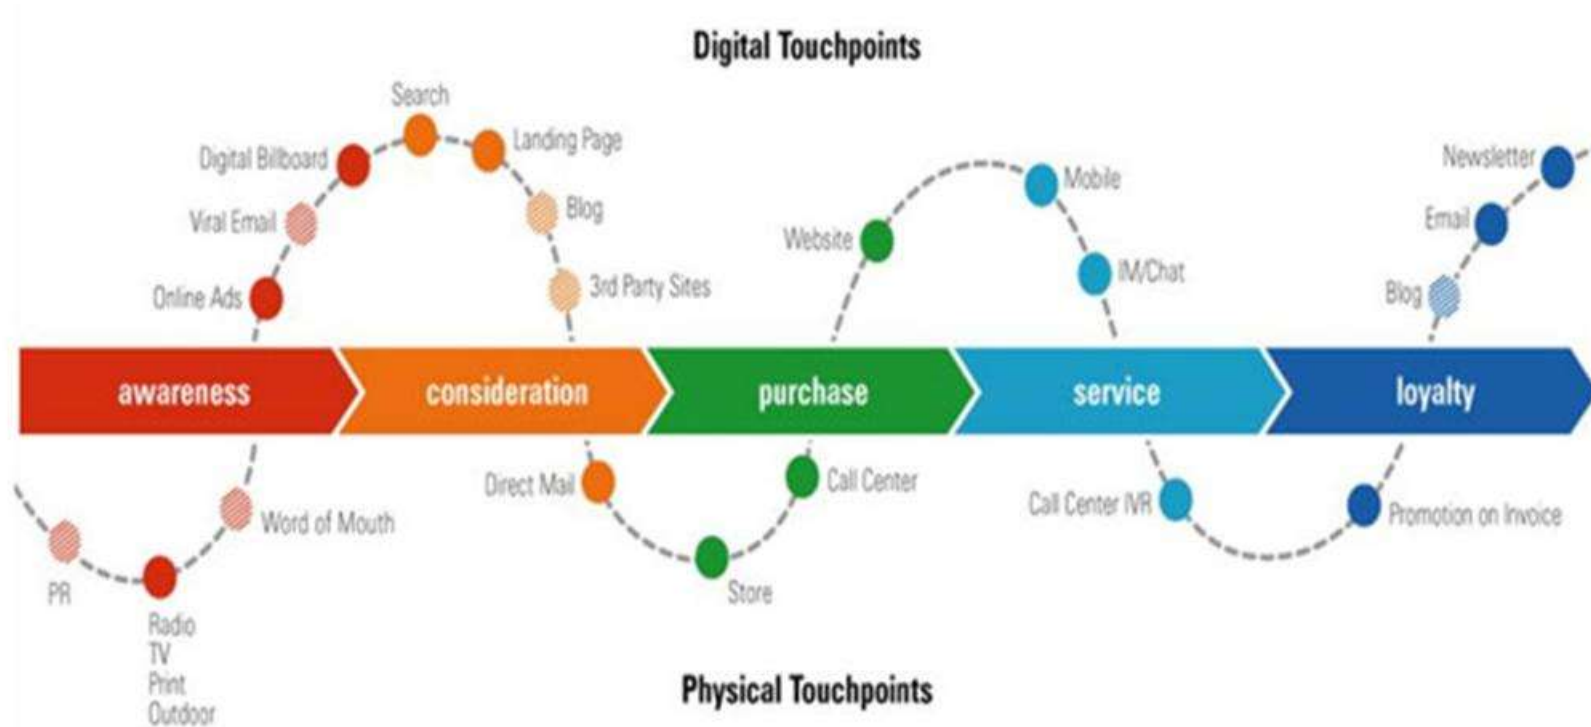 Digital Touchpoints
Search
Digital Billboard
Landing Page
Viral Email
Blog
Online Ads
3rd Party Sites
Website
Mobile
IM/Chat
Newsletter
Email
Blog
awareness
consideration
purchase
service
loyalty
PR
Radio
TV
Print
Outdoor
Word of Mouth
Direct Mail
Store
Call Center
Call Center IVR
Promotion on Invoice
Physical Touchpoints